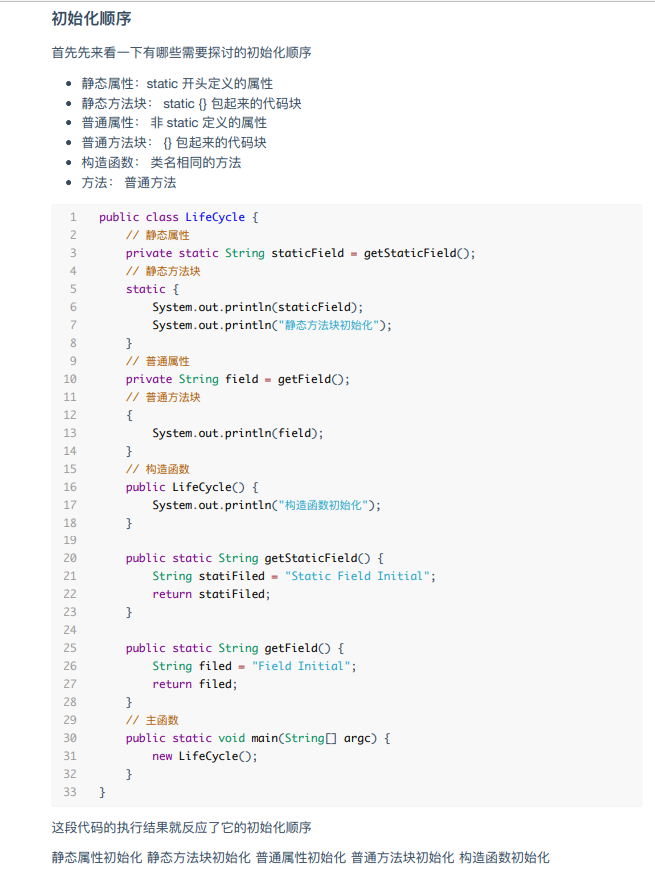 初始化顺序
首先先来看一下有哪些需要探讨的初始化顺序
• 静态属性：static 开头定义的属性
• 静态方法块： static {} 包起来的代码块
• 普通属性： 非 static 定义的属性
• 普通方法块： {} 包起来的代码块
• 构造函数： 类名相同的方法
• 方法： 普通方法
1 public class LifeCycle {
2 // 静态属性
3 private static String staticField = getStaticField();
4 // 静态方法块
5 static {
6 System.out.println(staticField);
7 System.out.println("静态方法块初始化");
8 }
9 // 普通属性
10 private String field = getField();
11 // 普通方法块
12 {
13 System.out.println(field);
14 }
15 // 构造函数
16 public LifeCycle() {
17 System.out.println("构造函数初始化");
18 }
19
20 public static String getStaticField() {
21 String statiFiled = "Static Field Initial";
22 return statiFiled;
23 }
24
25 public static String getField() {
26 String filed = "Field Initial";
27 return filed;
28 }
29 // 主函数
30 public static void main(String[] argc) {
31 new LifeCycle();
32 }
33 }
这段代码的执行结果就反应了它的初始化顺序
静态属性初始化 静态方法块初始化 普通属性初始化 普通方法块初始化 构造函数初始化